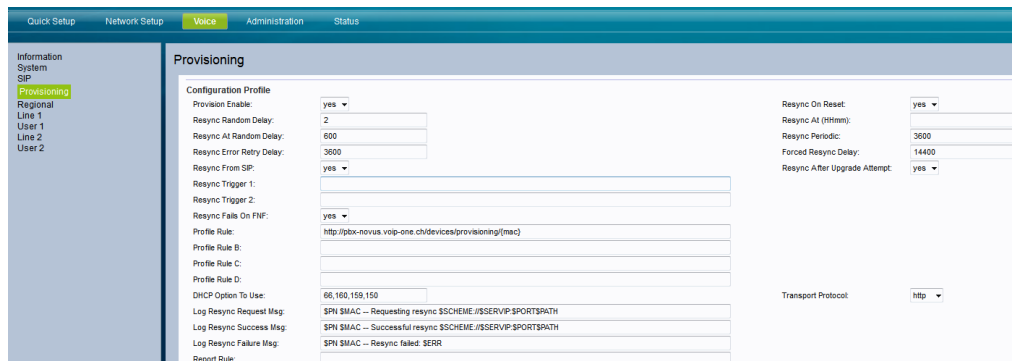 Quick Setup Network Setup Voice Administration Status
Information
System
SIP
Provisioning
Regional
Line 1
User 1
Line 2
User 2
Provisioning
Configuration Profile
Provision Enable: yes Resync On Reset: yes
Resync Random Delay: 2 Resync At (HHmm):
Resync At Random Delay: 600 Resync Periodic: 3600
Resync Error Retry Delay: 3600 Forced Resync Delay: 14400
Resync From SIP: yes Resync After Upgrade Attempt: yes
Resync Trigger 1:
Resync Trigger 2:
Resync Fails On FNF: yes
Profile Rule: http://pbx-novus.voip-one.ch/devices/provisioning/{mac}
Profile Rule B:
Profile Rule C:
Profile Rule D:
DHCP Option To Use: 66,160,159,150 Transport Protocol: http
Log Resync Request Msg: $PN $MAC -- Requesting resync $SCHEME://$SERVIP:$PORT$PATH
Log Resync Success Msg: $PN $MAC -- Successful resync $SCHEME://$SERVIP:$PORT$PATH
Log Resync Failure Msg: $PN $MAC -- Resync failed: $ERR
Report Rule: